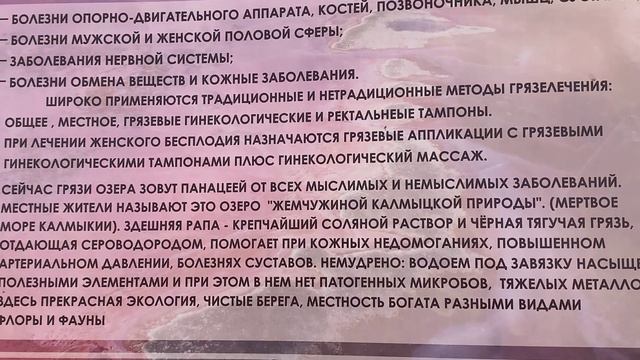 – БОЛЕЗНИ ОПОРНО-ДВИГАТЕЛЬНОГО АППАРАТА, КОСТЕЙ, ПОЗВОНОЧНИКА, МЫШЦ,
– БОЛЕЗНИ МУЖСКОЙ И ЖЕНСКОЙ ПОЛОВОЙ СФЕРЫ;
– ЗАБОЛЕВАНИЯ НЕРВНОЙ СИСТЕМЫ;
– БОЛЕЗНИ ОБМЕНА ВЕЩЕСТВ И КОЖНЫЕ ЗАБОЛЕВАНИЯ.
ШИРОКО ПРИМЕНЯЮТСЯ ТРАДИЦИОННЫЕ И НЕТРАДИЦИОННЫЕ МЕТОДЫ ГРЯЗЕЛЕЧЕНЕЯ:
ОБЩЕЕ , МЕСТНОЕ, ГРЯЗЕВЫЕ ГИНЕКОЛОГИЧЕСКИЕ И РЕКТАЛЬНЕЫЕ ТАМПОНЫ.
ПРИ ЛЕЧЕНИИ ЖЕНСКОГО БЕСПЛОДИЯ НАЗНАЧАЮТСЯ ГРЯЗЕВЫЕ АППЛИКАЦИИ С ГРЯЗЕВЫМИ
ГИНЕКОЛОГИЧЕСКИМИ ТАМПОНАМИ ПЛЮС ГИНЕКОЛОГИЧЕСКИЙ МАССАЖ.
СЕЙЧАС ГРЯЗИ ОЗЕРА ЗОВУТ ПАНАЦЕЕЙ ОТ ВСЕХ МЫСЛИМЫХ И НЕМЫСЛИМЫХ ЗАБОЛЕВАНИЙ.
МЕСТНЫЕ ЖИТЕЛИ НАЗЫВАЮТ ЭТО ОЗЕРО "ЖЕМЧУЖИНОЙ КАЛМЫЦКОЙ ПРИРОДЫ". (МЕРТВОЕ
МОРЕ КАЛМЫКИИ). ЗДЕШНЯЯ РАПА - КРЕПЧАЙШИЙ СОЛЯНОЙ РАСТВОР И ЧЁРНАЯ ТЯГУЧАЯ ГРЯЗЬ,
ОТДАЮЩАЯ СЕРОВОДОРОДОМ, ПОМОГАЕТ ПРИ КОЖНЫХ НЕДОМОГАНИЯХ, ПОВЫШЕННОМ
АРТЕРИАЛЬНОМ ДАВЛЕНИИ, БОЛЕЗНЯХ СУСТАВОВ. НЕМУДРЕНО: ВОДОЕМ ПОД ЗАВЯЗКУ НАСЫЩЕ
ПОЛЕЗНЫМИ ЭЛЕМЕНТАМИ И ПРИ ЭТОМ В НЕМ НЕТ ПАТОГЕННЫХ МИКРОБОВ, ТЯЖЕЛЫХ МЕТАЛЛО
ЗДЕСЬ ПРЕКРАСНАЯ ЭКОЛОГИЯ, ЧИСТЫЕ БЕРЕГА, МЕСТНОСТЬ БОГАТА РАЗНЫМИ ВИДАМИ
ФЛОРЫ И ФАУНЫ